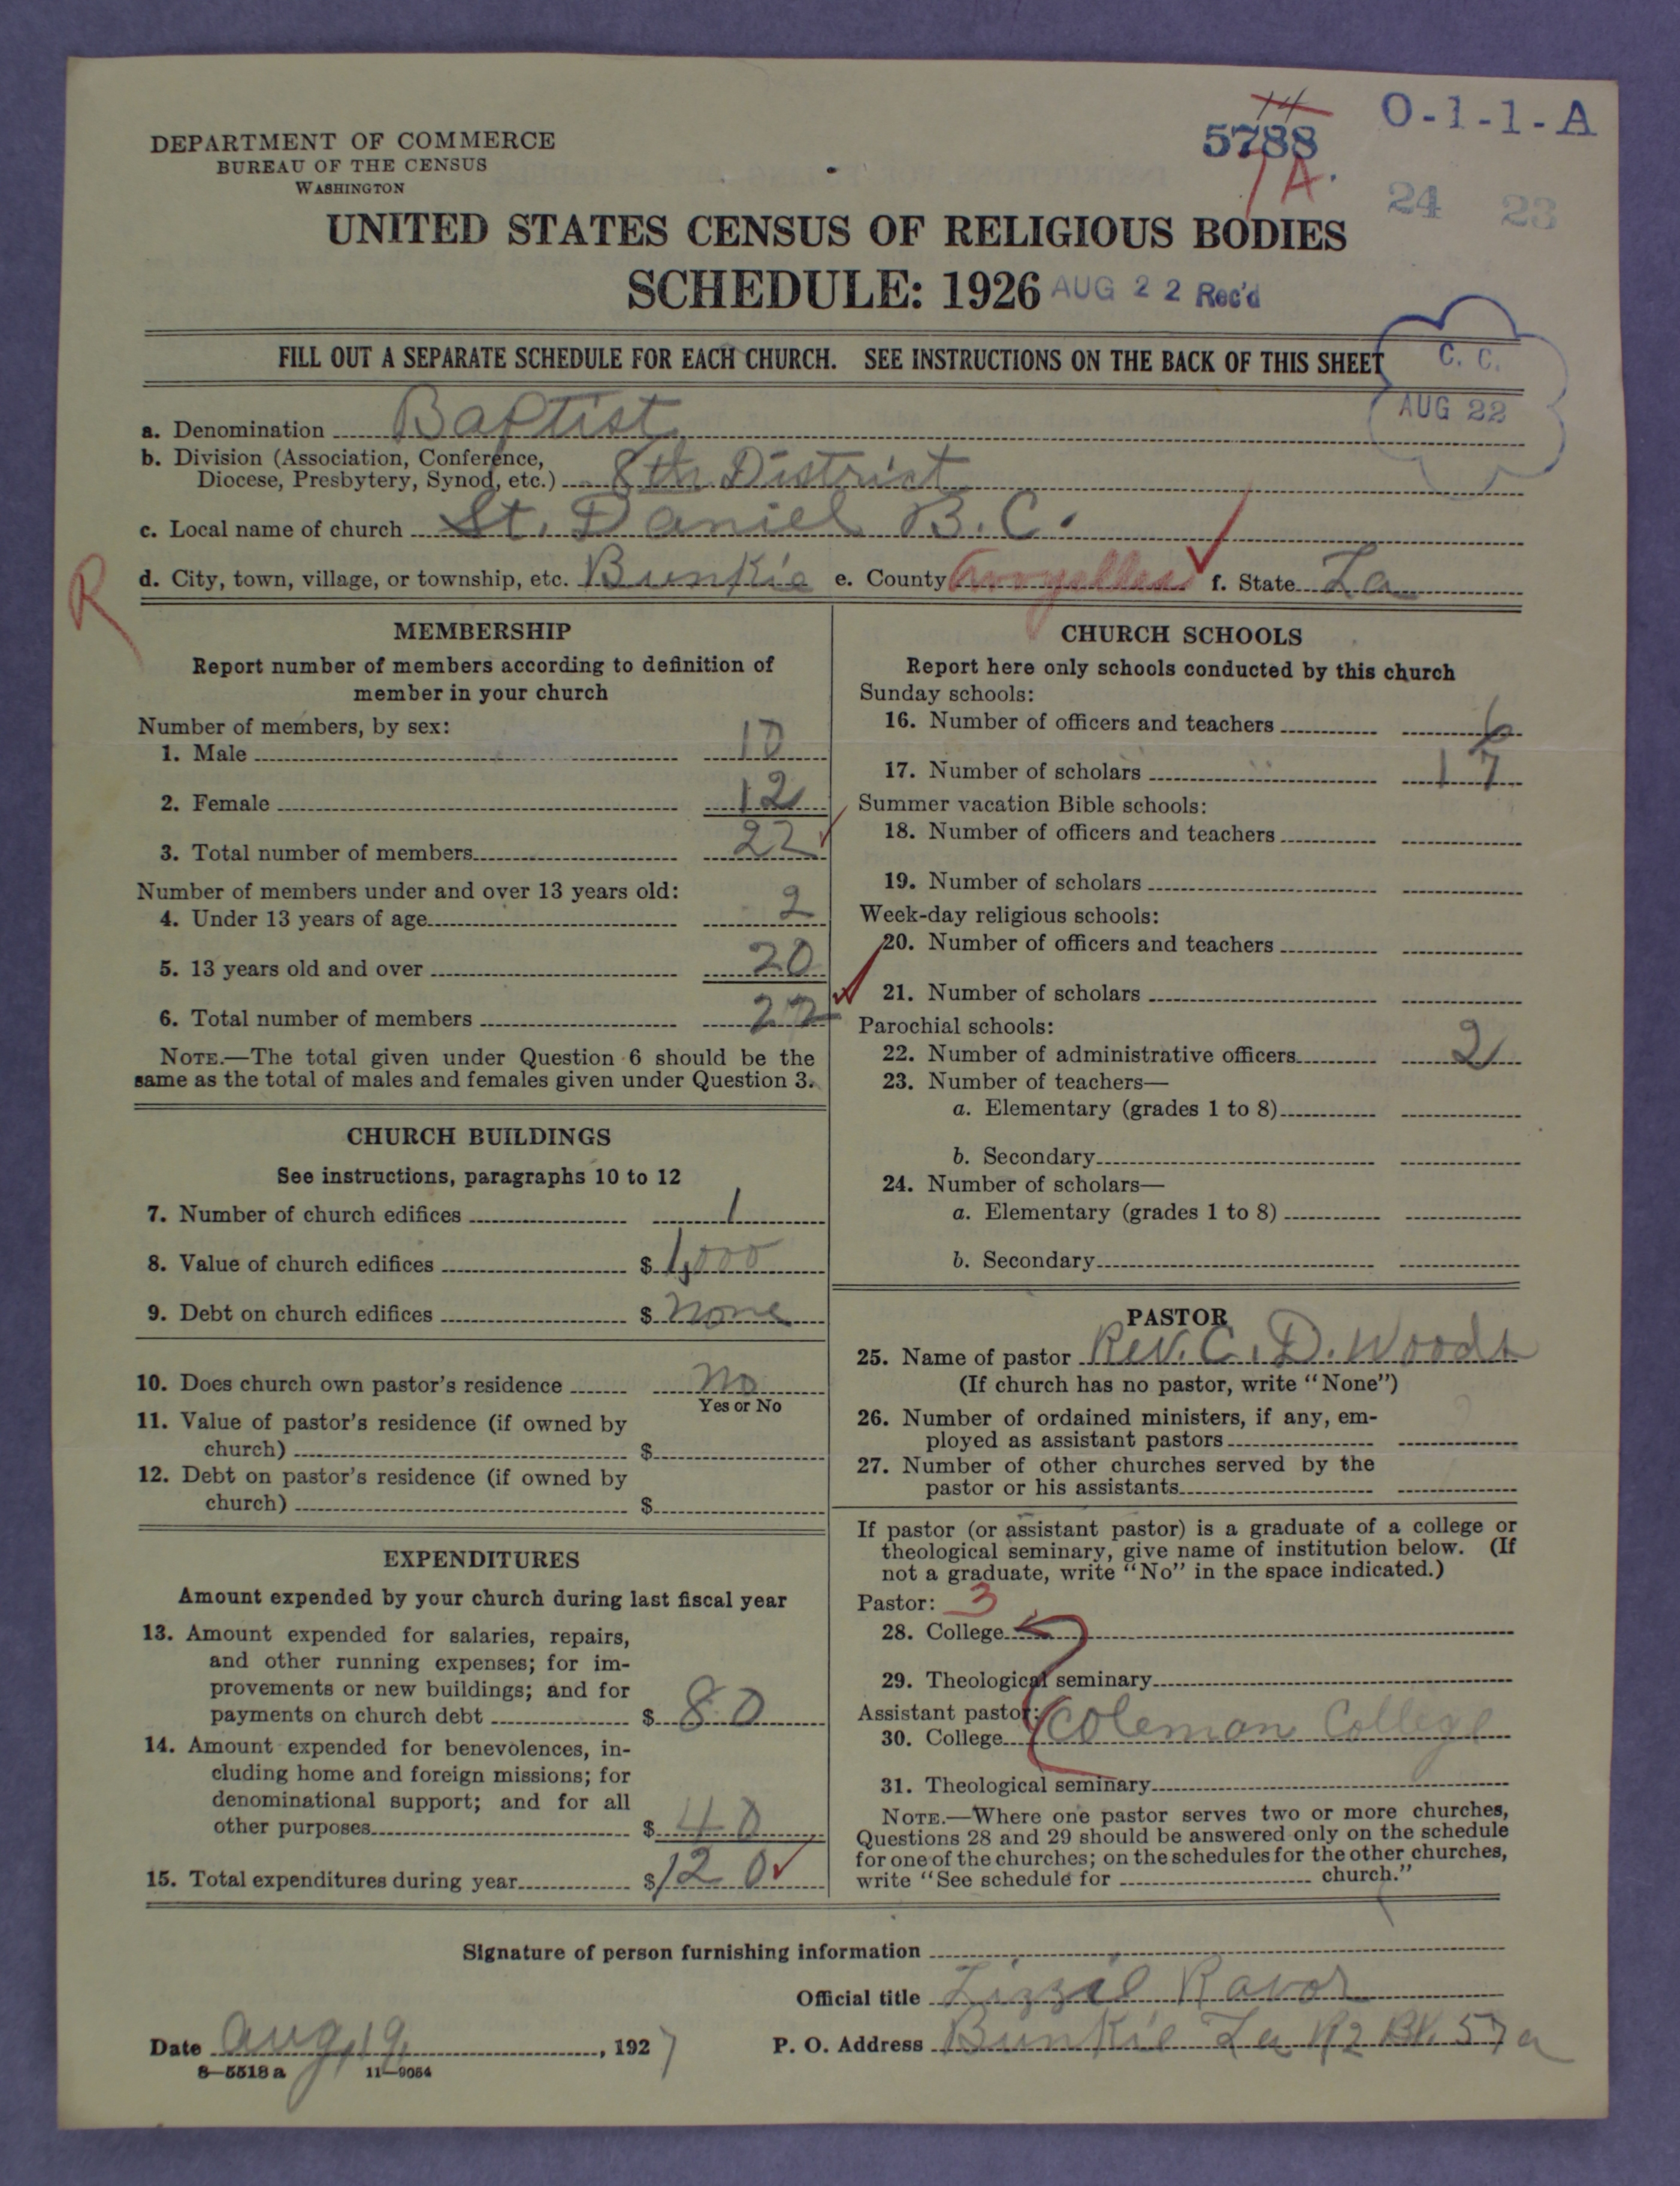 14
5788
O-1-1-A
1 A.
24 23
DEPARTMENT OF COMMERCE
BUREAU OF THE CENSUS
WASHINGTON
UNITED STATES CENSUS OF RELIGIOUS BODIES
SCHEDULE: 1926 AUG 22 Rec'd
FILL OUT A SEPARATE SCHEDULE FOR EACH CHURCH. SEE INSTRUCTIONS ON THE BACK OF THIS SHEET
C. C.
AUG 22
a. Denomination Baptist
b. Division (Association, Conference,
Diocese, Presbytery, Synod, etc.) 8th District
c. Local name of church St. Daniel B.C.
R
d. City, town, village, or township, etc. Bunkie e. County Avoyelles f. State La
MEMBERSHIP
Report number of members according to definition of
member in your church
Number of members, by sex:
1. Male 10
2. Female 12
3. Total number of members 22
Number of members under and over 13 years old:
4. Under 13 years of age 2
5. 13 years old and over 20
6. Total number of members 22
NOTE.—The total given under Question 6 should be the
same as the total of males and females given under Question 3.
CHURCH BUILDINGS
See instructions, paragraphs 10 to 12
7. Number of church edifices 1
8. Value of church edifices $ 1,000
9. Debt on church edifices $ none
10. Does church own pastor's residence no
Yes or No
11. Value of pastor's residence (if owned by
church) $
12. Debt on pastor's residence (if owned by
church) $
EXPENDITURES
Amount expended by your church during last fiscal year
13. Amount expended for salaries, repairs,
and other running expenses; for im-
provements or new buildings; and for
payments on church debt $ 80
14. Amount expended for benevolences, in-
cluding home and foreign missions; for
denominational support; and for all
other purposes $ 40
15. Total expenditures during year $ 120
CHURCH SCHOOLS
Report here only schools conducted by this church
Sunday schools:
16. Number of officers and teachers 6
17. Number of scholars 17
Summer vacation Bible schools:
18. Number of officers and teachers
19. Number of scholars
Week-day religious schools:
20. Number of officers and teachers
21. Number of scholars
Parochial schools:
22. Number of administrative officers 2
23. Number of teachers—
a. Elementary (grades 1 to 8)
b. Secondary
24. Number of scholars—
a. Elementary (grades 1 to 8)
b. Secondary
PASTOR
25. Name of pastor Rev. C. D. Woods
(If church has no pastor, write "None")
26. Number of ordained ministers, if any, em-
ployed as assistant pastors
27. Number of other churches served by the
pastor or his assistants
If pastor (or assistant pastor) is a graduate of a college or
theological seminary, give name of institution below. (If
not a graduate, write "No" in the space indicated.)
Pastor: 3
28. College
29. Theological seminary
Assistant pastor:
30. College Coleman College
31. Theological seminary
NOTE.—Where one pastor serves two or more churches,
Questions 28 and 29 should be answered only on the schedule
for one of the churches; on the schedules for the other churches,
write "See schedule for church."
Signature of person furnishing information
Official title Lizzie Ravor
Date Aug, 19, 1927 P. O. Address Bunkie La R2 BX. 57a
8—5518 a 11—9054